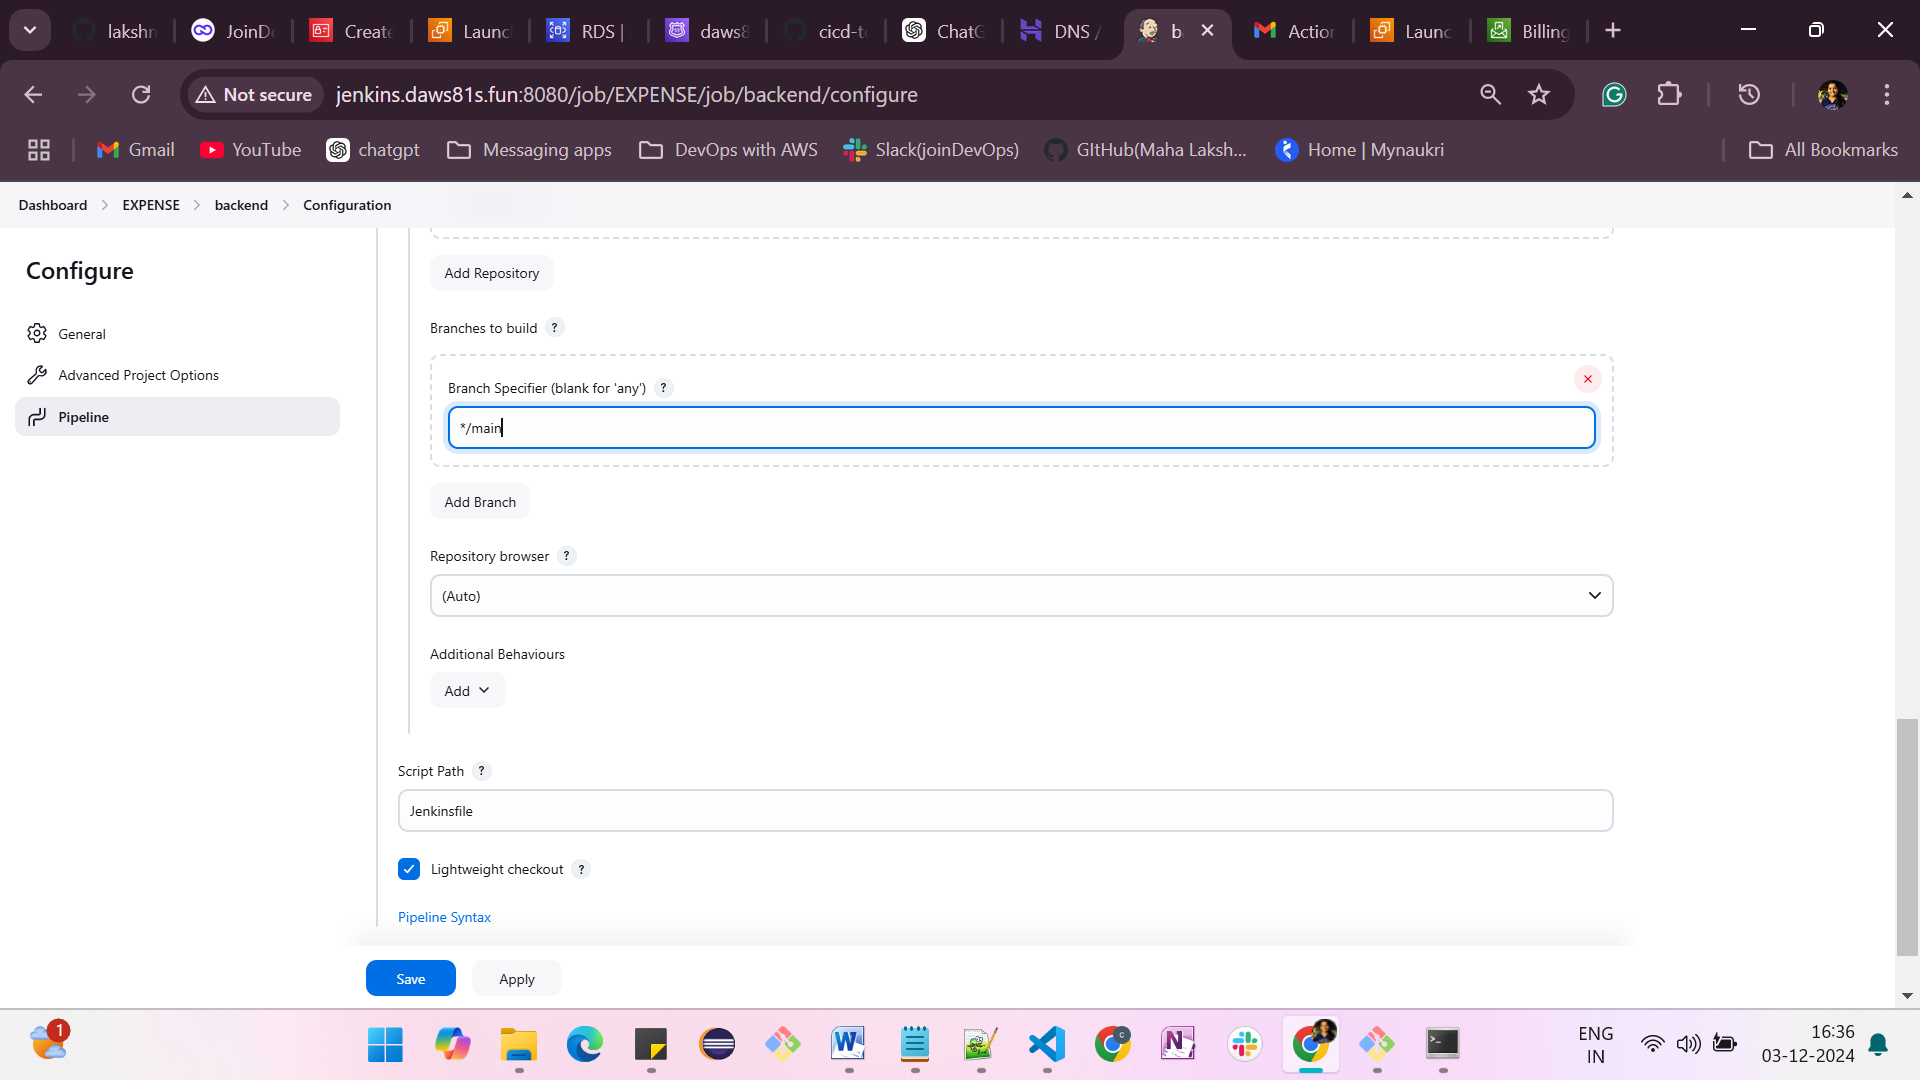 lakshn
JoinDe
Create
Launc
RDS |
daws8
cicd-t
ChatG
DNS /
b
Action
Launc
Billing
Not secure
jenkins.daws81s.fun:8080/job/EXPENSE/job/backend/configure
Gmail
YouTube
chatgpt
Messaging apps
DevOps with AWS
Slack(joinDevOps)
GItHub(Maha Laksh...
Home | Mynaukri
All Bookmarks
Dashboard
EXPENSE
backend
Configuration
Configure
General
Advanced Project Options
Pipeline
Add Repository
Branches to build ?
Branch Specifier (blank for 'any') ?
*/main
Add Branch
Repository browser ?
(Auto)
Additional Behaviours
Add
Script Path ?
Jenkinsfile
Lightweight checkout ?
Pipeline Syntax
Save
Apply
1
ENG
IN
16:36
03-12-2024